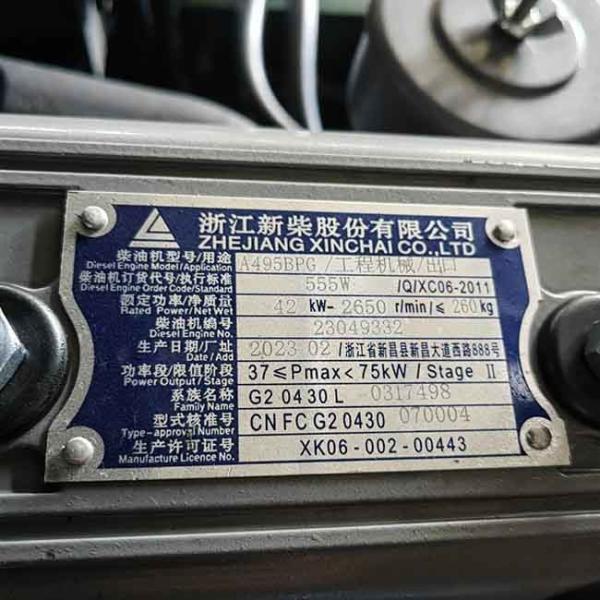 浙江新柴股份有限公司
ZHEJIANG XINCHAI CO.,LTD
柴油机型号/用途 A495BPG /工程机械/出口
Diesel Engine Model/Application
柴油机订货代号/执行标准 555W /Q/XC06-2011
Diesel Engine Order Code/Standard
额定功率/净质量 42 kW- 2650 r/min/≤ 260kg
Rated Power/Net Wet
柴油机编号 23049332
Diesel Engine No.
生产日期/厂址 2023 02 /浙江省新昌县新昌大道西路888号
Date/Add
功率段/限值阶段 37≤Pmax<75kW/Stage II
Power Output/Stage
系族名称 G2 0430L 0317498
Family Name
型式核准号 CNFC G2 0430 070004
Type-approval Number
生产许可证号 XK06-002-00443
Manufacture Licence No.